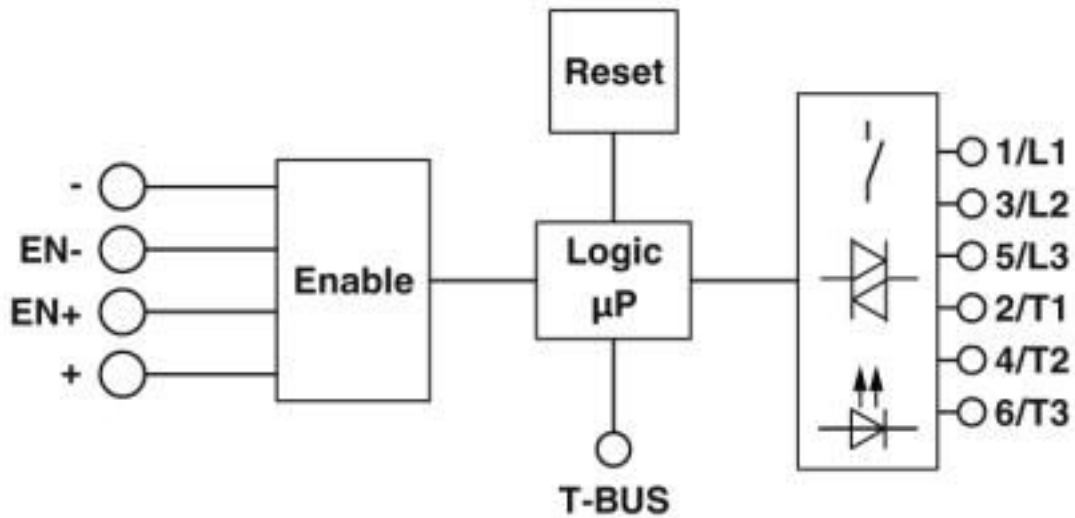 Reset
-
EN-
EN+
+
Enable
Logic
µP
T-BUS
1/L1
3/L2
5/L3
2/T1
4/T2
6/T3